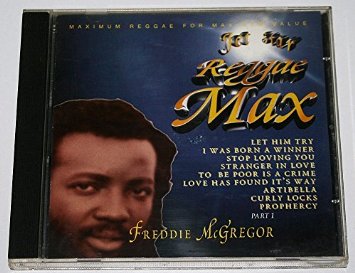 MAXIMUM REGGAE FOR MAXIMUM VALUE
Jet Star
Reggae
Max
LET HIM TRY
I WAS BORN A WINNER
STOP LOVING YOU
STRANGER IN LOVE
TO BE POOR IS A CRIME
LOVE HAS FOUND IT'S WAY
ARTIBELLA
CURLY LOCKS
PROPHERCY
PART 1
FREDDIE MCGREGOR